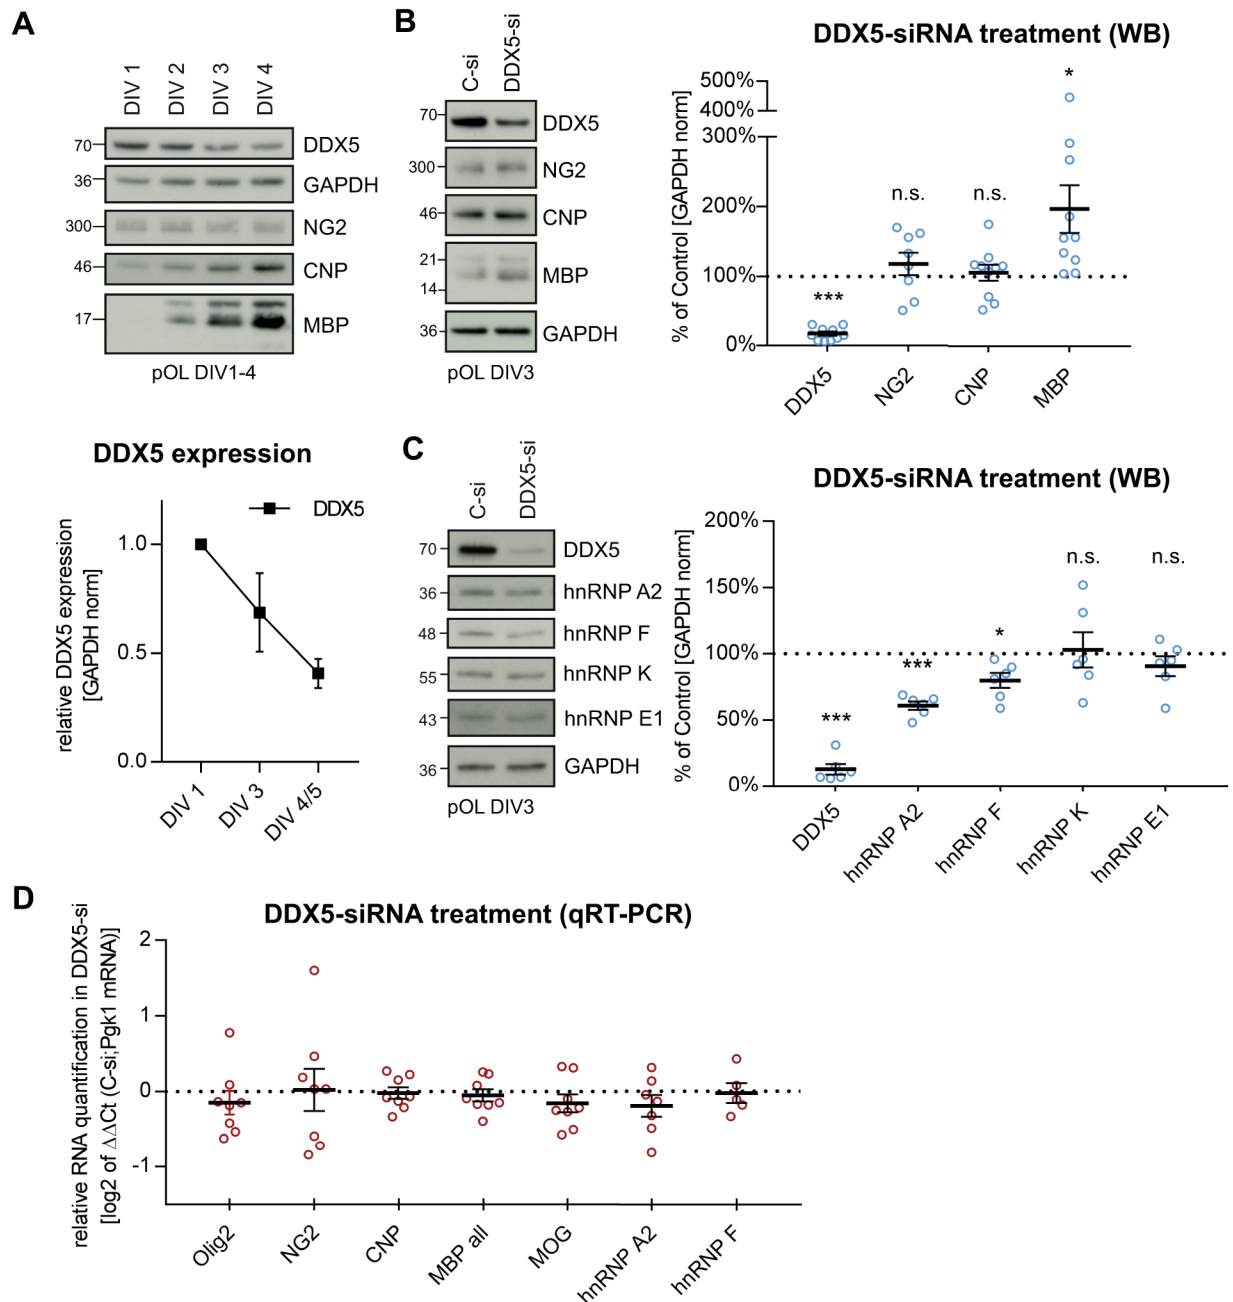 A
DIV 1
DIV 2
DIV 3
DIV 4
70
DDX5
36
GAPDH
300
NG2
46
CNP
17
MBP
pOL DIV1-4
DDX5 expression
DDX5
relative DDX5 expression
[GAPDH norm]
1.0
0.5
0.0
DIV 1
DIV 3
DIV 4/5
B
C-si
DDX5-si
70
DDX5
300
NG2
46
CNP
21
14
MBP
36
GAPDH
pOL DIV3
DDX5-siRNA treatment (WB)
% of Control [GAPDH norm]
500%
400%
300%
200%
100%
0%
***
n.s.
n.s.
*
DDX5
NG2
CNP
MBP
C
C-si
DDX5-si
70
DDX5
36
hnRNP A2
48
hnRNP F
55
hnRNP K
43
hnRNP E1
36
GAPDH
pOL DIV3
DDX5-siRNA treatment (WB)
% of Control [GAPDH norm]
200%
150%
100%
50%
0%
***
***
*
n.s.
n.s.
DDX5
hnRNP A2
hnRNP F
hnRNP K
hnRNP E1
D
DDX5-siRNA treatment (qRT-PCR)
relative RNA quantification in DDX5-si
[log2 of ΔΔCt (C-si;Pgk1 mRNA)]
2
1
0
-1
Olig2
NG2
CNP
MBP all
MOG
hnRNP A2
hnRNP F